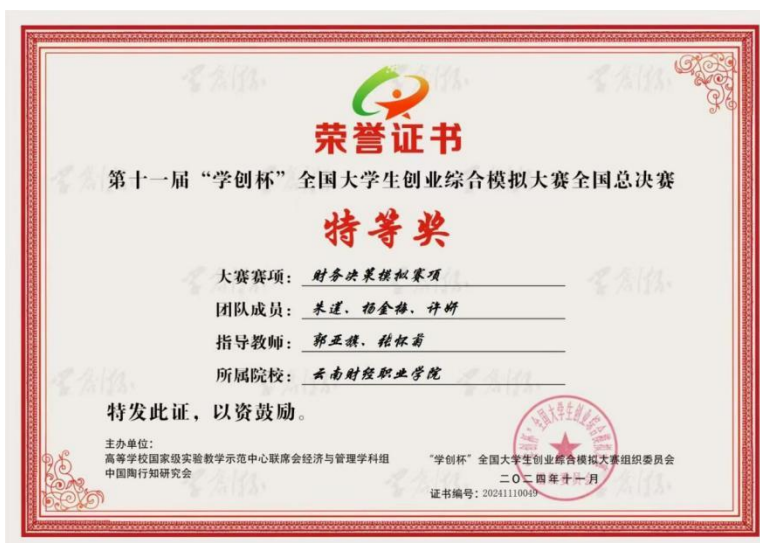 荣誉证书
第十一届“学创杯”全国大学生创业综合模拟大赛全国总决赛
特等奖
大赛赛项：财务决策模拟赛项
团队成员：朱道、杨金梅、许妍
指导教师：郭亚祺、张怀
所属院校：云南财经职业学院
特发此证，以资鼓励。
主办单位：
高等学校国家级实验教学示范中心联席会经济与管理学科组
中国陶行知研究会
“学创杯”全国大学生创业综合模拟大赛组织委员会
二〇二四年十一月
证书编号：20241110049
学创杯